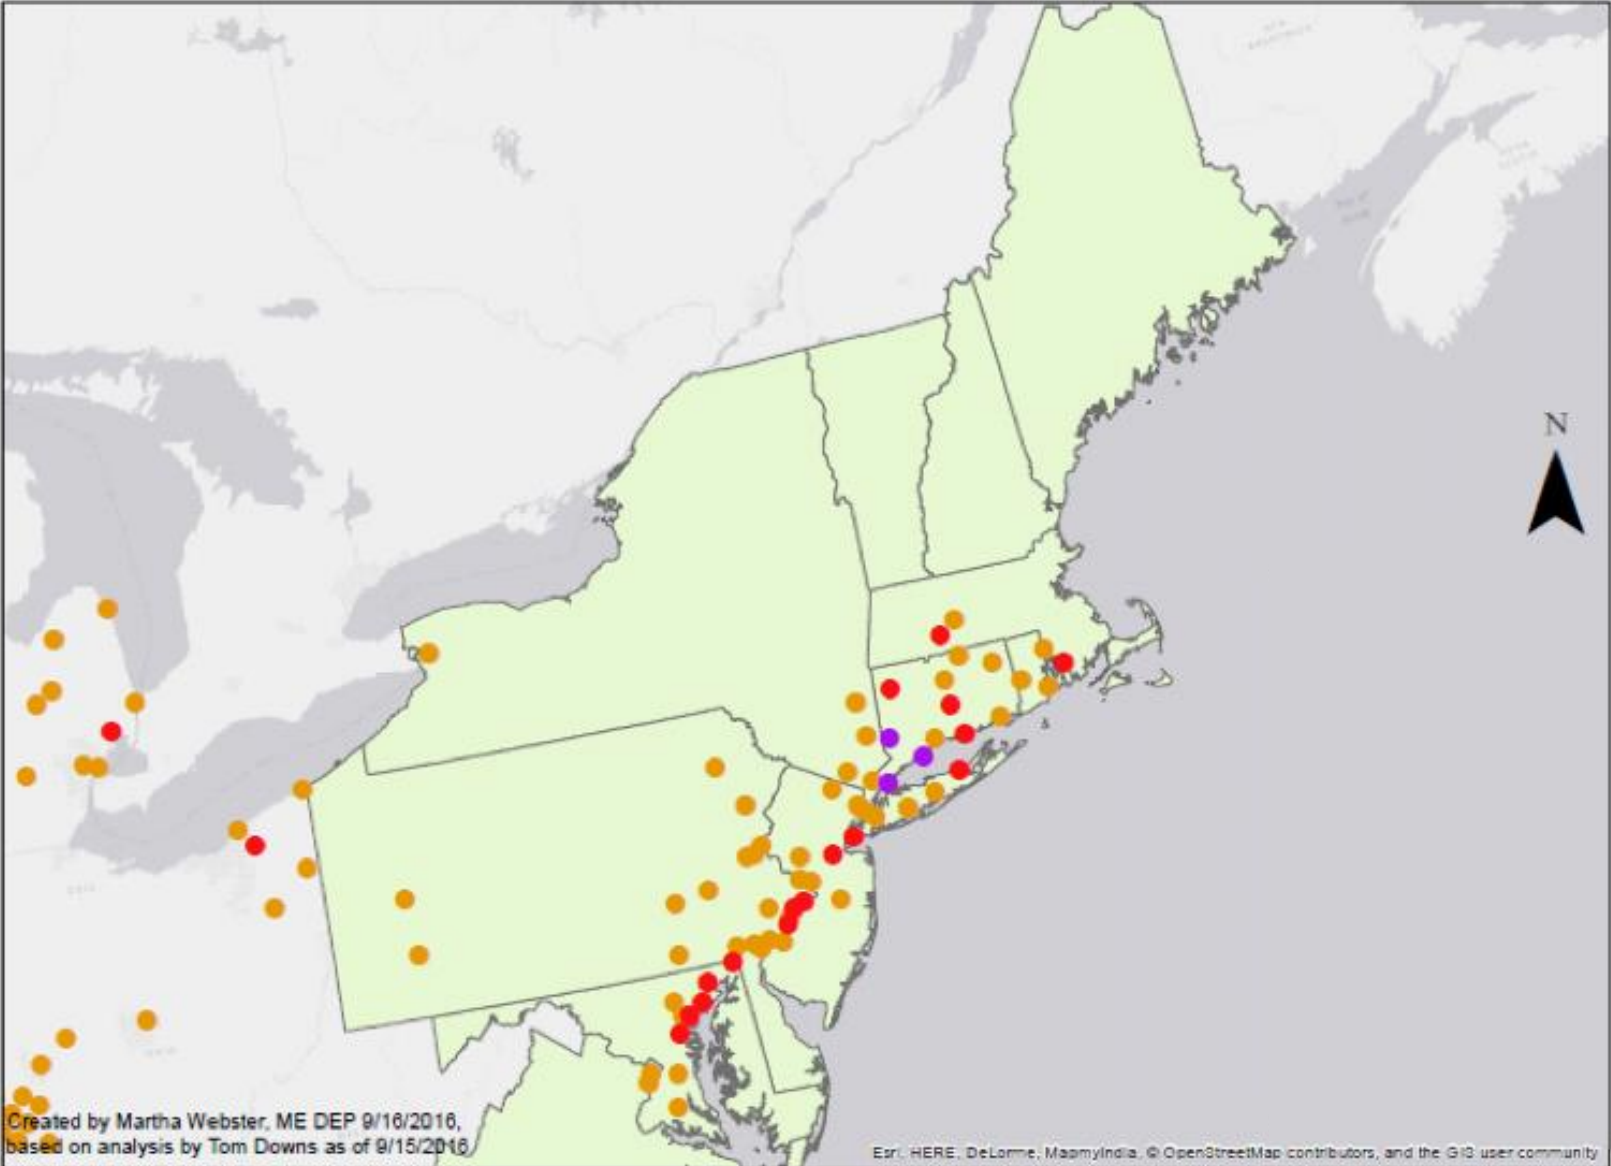 N
Created by Martha Webster, ME DEP 9/16/2016,
based on analysis by Tom Downs as of 9/15/2016
Esri, HERE, DeLorme, MapmyIndia, © OpenStreetMap contributors, and the GIS user community